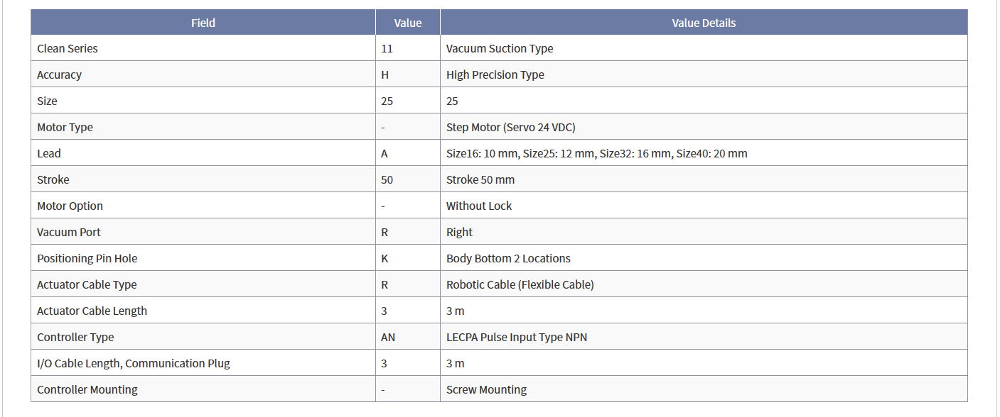 Field Value Value Details
Clean Series 11 Vacuum Suction Type
Accuracy H High Precision Type
Size 25 25
Motor Type - Step Motor (Servo 24 VDC)
Lead A Size16: 10 mm, Size25: 12 mm, Size32: 16 mm, Size40: 20 mm
Stroke 50 Stroke 50 mm
Motor Option - Without Lock
Vacuum Port R Right
Positioning Pin Hole K Body Bottom 2 Locations
Actuator Cable Type R Robotic Cable (Flexible Cable)
Actuator Cable Length 3 3 m
Controller Type AN LECPA Pulse Input Type NPN
I/O Cable Length, Communication Plug 3 3 m
Controller Mounting - Screw Mounting